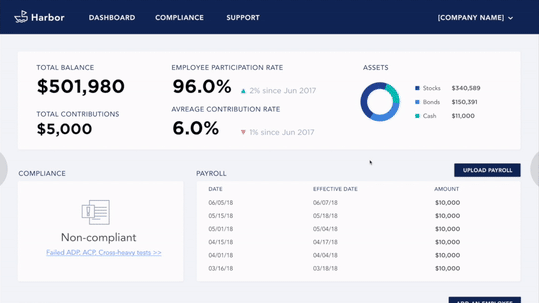 Harbor
DASHBOARD COMPLIANCE SUPPORT [COMPANY NAME]
TOTAL BALANCE EMPLOYEE PARTICIPATION RATE ASSETS
$501,980 96.0% 2% since Jun 2017
Stocks $340,589
Bonds $150,391
Cash $11,000
TOTAL CONTRIBUTIONS AVREAGE CONTRIBUTION RATE
$5,000 6.0% 1% since Jun 2017
COMPLIANCE PAYROLL UPLOAD PAYROLL
DATE EFFECTIVE DATE AMOUNT
06/05/18 06/07/18 $10,000
05/15/18 05/18/18 $10,000
05/01/18 05/04/18 $10,000
04/15/18 04/17/18 $10,000
04/01/18 04/04/18 $10,000
03/16/18 03/18/18 $10,000
Non-compliant
Failed ADP, ACP, Cross-heavy tests >>